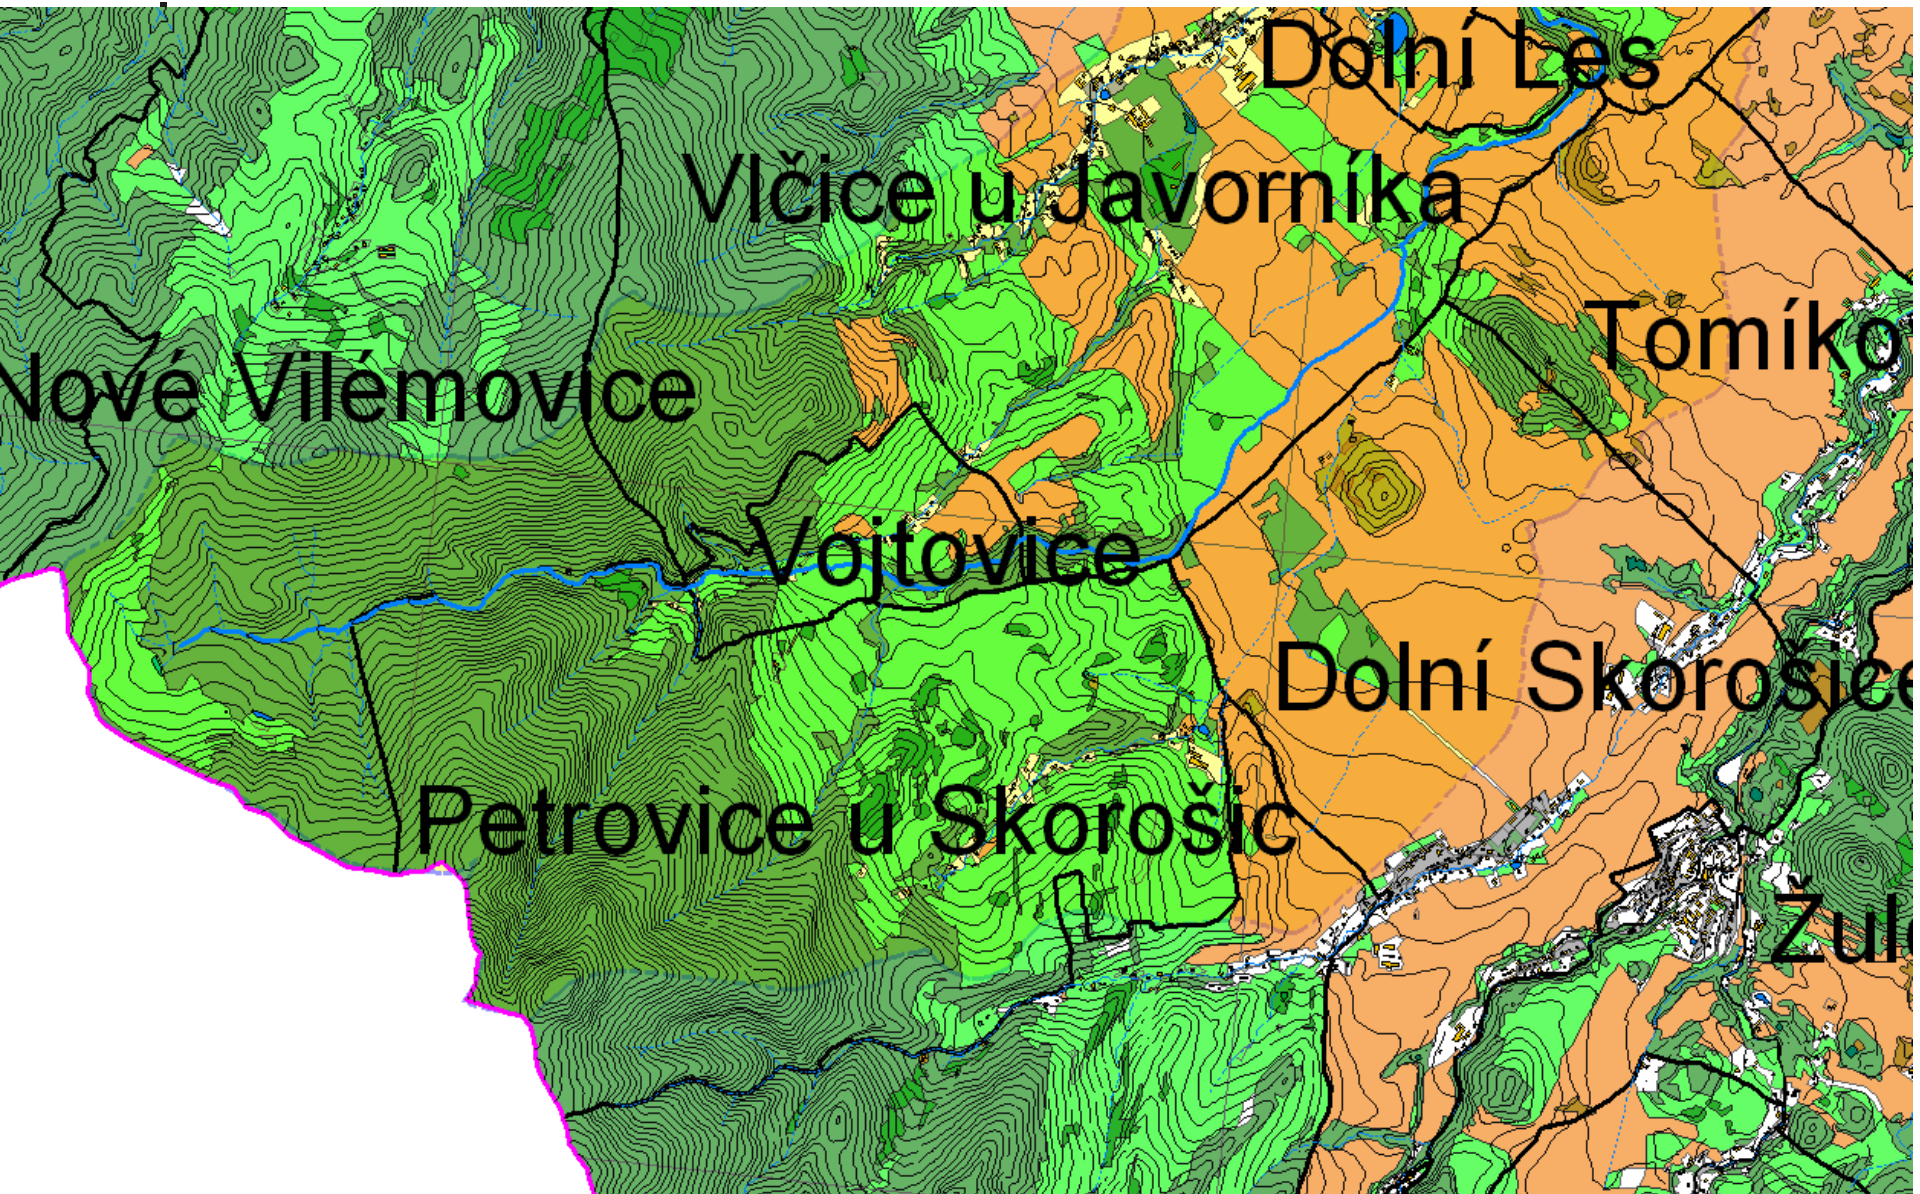 Dolní Les
Vlčice u Javorníka
Tomíko
Nové Vilémovice
Vojtovice
Dolní Skorošice
Petrovice u Skorošic
Žul